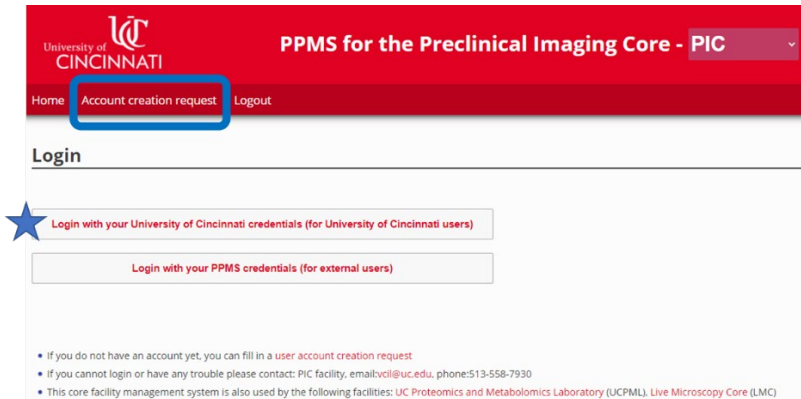 University of
CINCINNATI
PPMS for the Preclinical Imaging Core - PIC
Home Account creation request Logout
Login
Login with your University of Cincinnati credentials (for University of Cincinnati users)
Login with your PPMS credentials (for external users)
• If you do not have an account yet, you can fill in a user account creation request
• If you cannot login or have any trouble please contact: PIC facility, email:vcil@uc.edu, phone:513-558-7930
• This core facility management system is also used by the following facilities: UC Proteomics and Metabolomics Laboratory (UCPML), Live Microscopy Core (LMC)